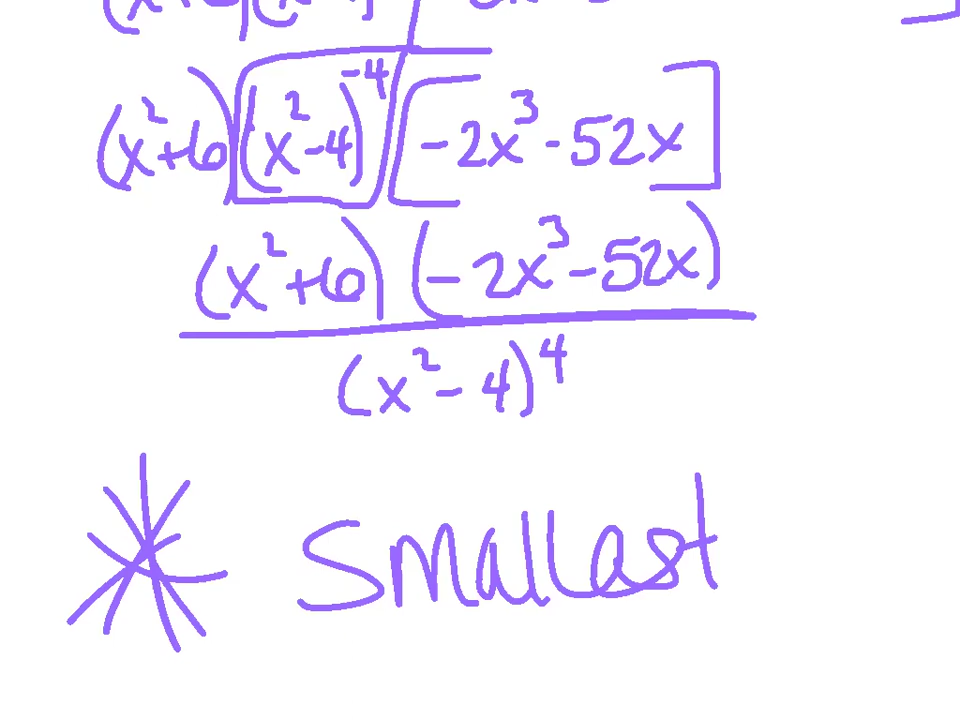 (x²+6)(x²-4)⁻⁴[-2x³-52x]
(x²+6)(-2x³-52x)
(x²-4)⁴
* Smallest